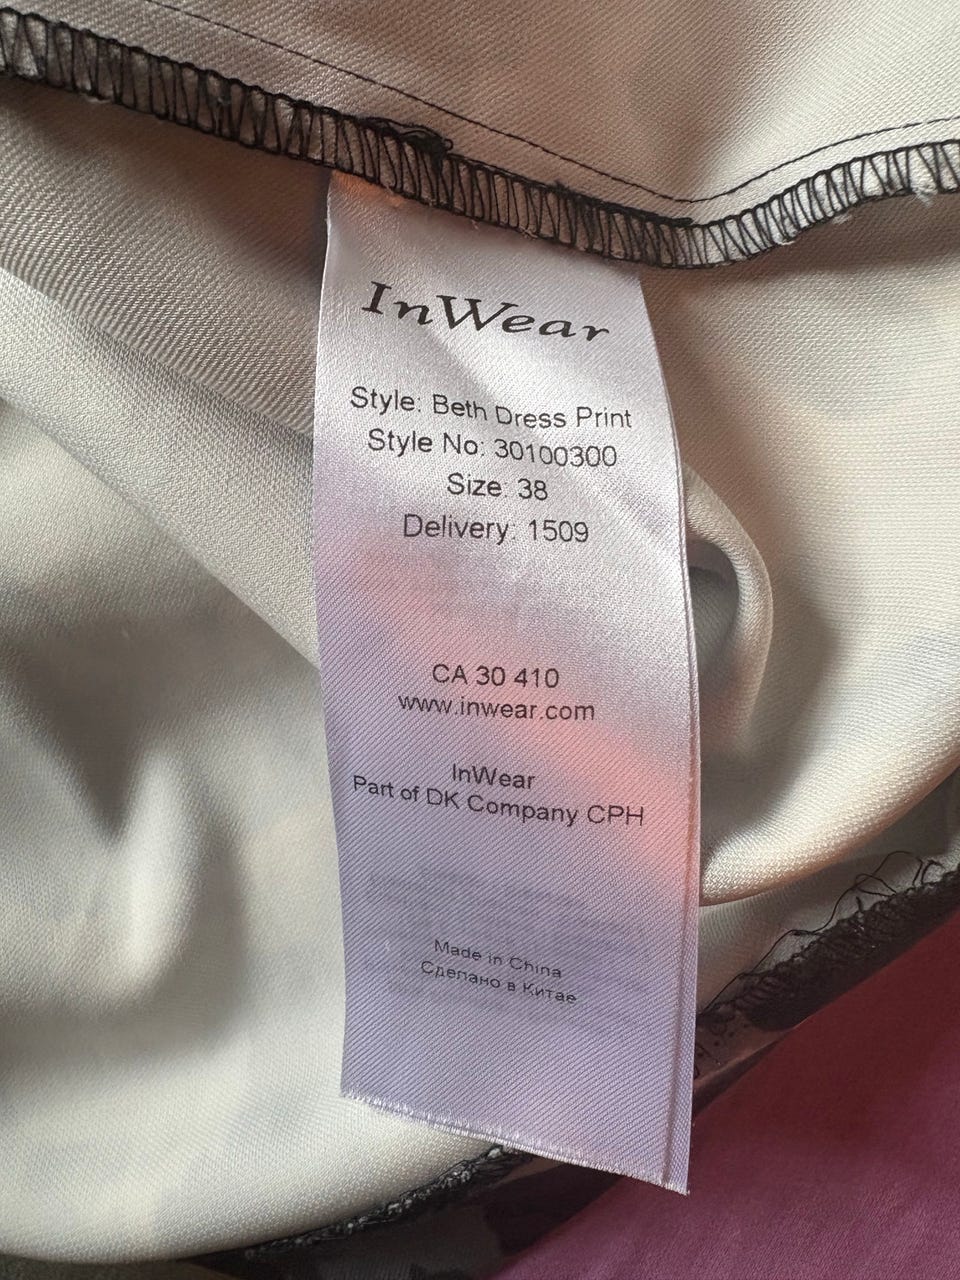 InWear
Style: Beth Dress Print
Style No: 30100300
Size: 38
Delivery: 1509
CA 30 410
www.inwear.com
InWear
Part of DK Company CPH
Made in China
Сделано в Китае